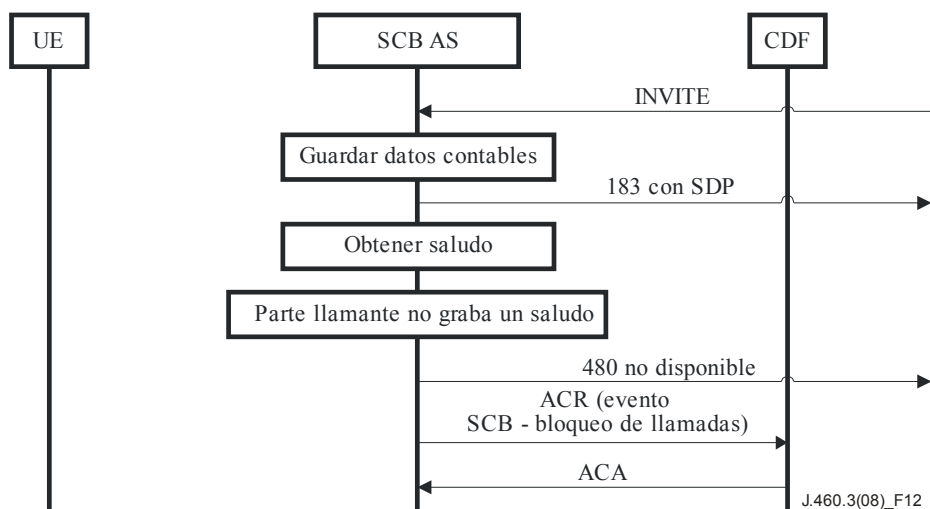 UE
SCB AS
CDF
INVITE
Guardar datos contables
183 con SDP
Obtener saludo
Parte llamante no graba un saludo
480 no disponible
ACR (evento
SCB - bloqueo de llamadas)
ACA
J.460.3(08)_F12